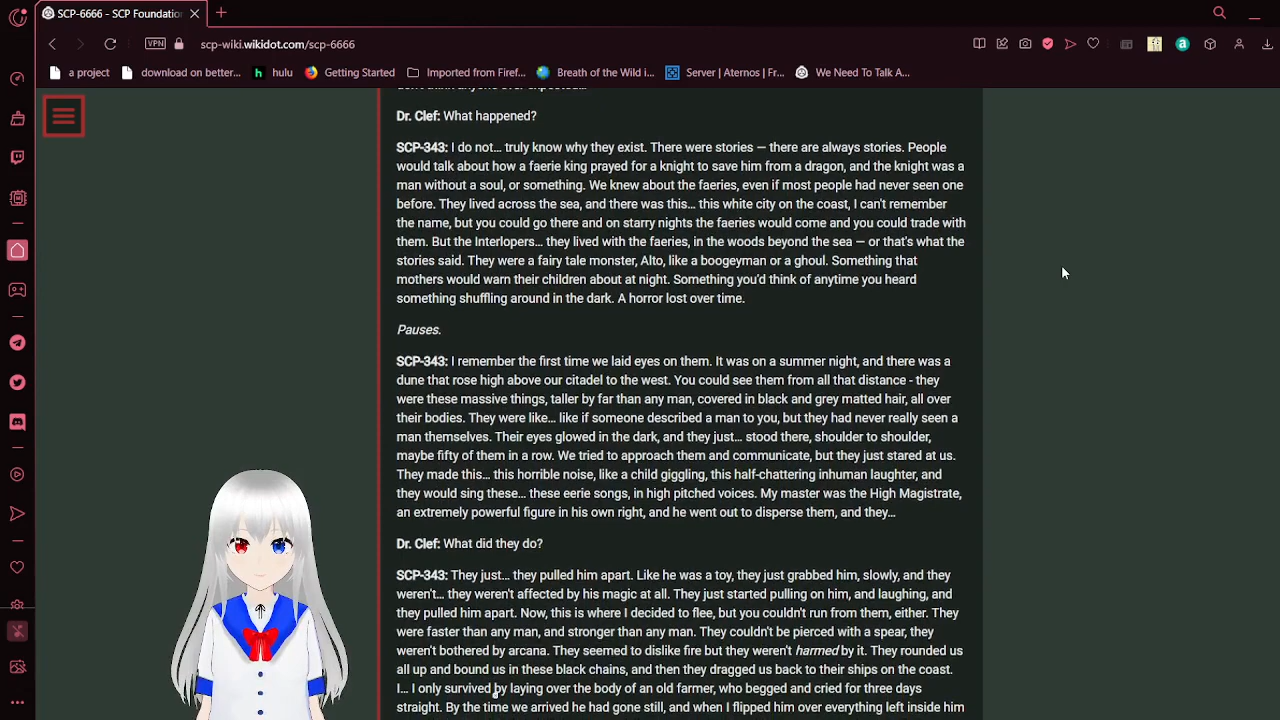 SCP-6666 - SCP Foundation
scp-wiki.wikidot.com/scp-6666
VPN
a project
download on better...
hulu
Getting Started
Imported from Firef...
Breath of the Wild i...
Server | Aternos | Fr...
We Need To Talk A...
Dr. Clef: What happened?
SCP-343: I do not… truly know why they exist. There were stories — there are always stories. People
would talk about how a faerie king prayed for a knight to save him from a dragon, and the knight was a
man without a soul, or something. We knew about the faeries, even if most people had never seen one
before. They lived across the sea, and there was this… this white city on the coast, I can't remember
the name, but you could go there and on starry nights the faeries would come and you could trade with
them. But the Interlopers… they lived with the faeries, in the woods beyond the sea — or that's what the
stories said. They were a fairy tale monster, Alto, like a boogeyman or a ghoul. Something that
mothers would warn their children about at night. Something you'd think of anytime you heard
something shuffling around in the dark. A horror lost over time.
Pauses.
SCP-343: I remember the first time we laid eyes on them. It was on a summer night, and there was a
dune that rose high above our citadel to the west. You could see them from all that distance - they
were these massive things, taller by far than any man, covered in black and grey matted hair, all over
their bodies. They were like… like if someone described a man to you, but they had never really seen a
man themselves. Their eyes glowed in the dark, and they just… stood there, shoulder to shoulder,
maybe fifty of them in a row. We tried to approach them and communicate, but they just stared at us.
They made this… this horrible noise, like a child giggling, this half-chattering inhuman laughter, and
they would sing these… these eerie songs, in high pitched voices. My master was the High Magistrate,
an extremely powerful figure in his own right, and he went out to disperse them, and they…
Dr. Clef: What did they do?
SCP-343: They just… they pulled him apart. Like he was a toy, they just grabbed him, slowly, and they
weren't… they weren't affected by his magic at all. They just started pulling on him, and laughing, and
they pulled him apart. Now, this is where I decided to flee, but you couldn't run from them, either. They
were faster than any man, and stronger than any man. They couldn't be pierced with a spear, they
weren't bothered by arcana. They seemed to dislike fire but they weren't harmed by it. They rounded us
all up and bound us in these black chains, and then they dragged us back to their ships on the coast.
I… I only survived by laying over the body of an old farmer, who begged and cried for three days
straight. By the time we arrived he had gone still, and when I flipped him over everything left inside him